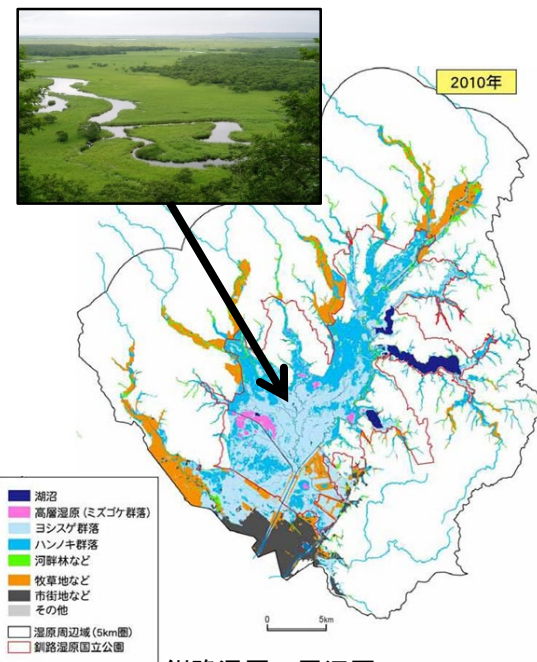 2010年
湖沼
高層湿原(ミズゴケ群落)
ヨシスゲ群落
ハンノキ群落
河畔林など
牧草地など
市街地など
その他
湿原周辺域(5km圏)
釧路湿原国立公園
0 5km